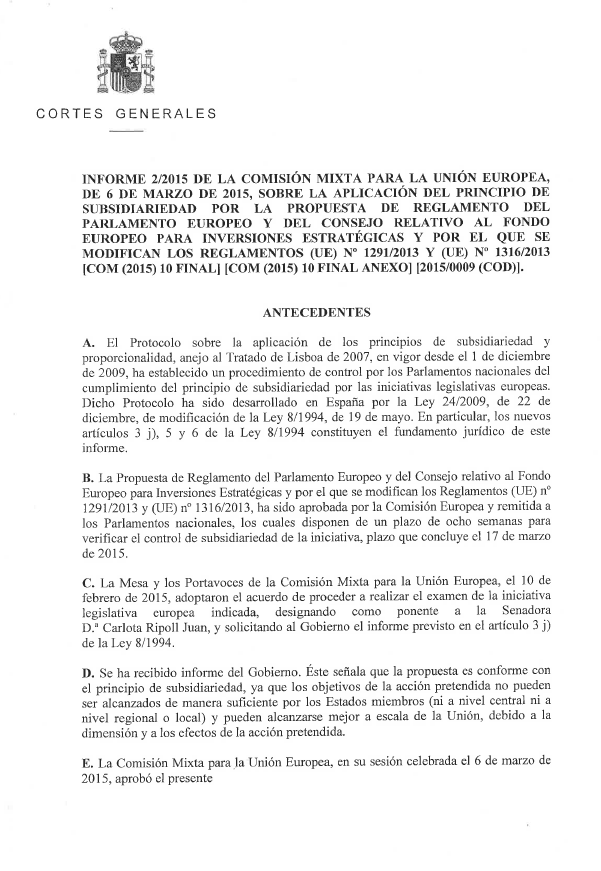 CORTES GENERALES
INFORME 2/2015 DE LA COMISIÓN MIXTA PARA LA UNIÓN EUROPEA,
DE 6 DE MARZO DE 2015, SOBRE LA APLICACIÓN DEL PRINCIPIO DE
SUBSIDIARIEDAD POR LA PROPUESTA DE REGLAMENTO DEL
PARLAMENTO EUROPEO Y DEL CONSEJO RELATIVO AL FONDO
EUROPEO PARA INVERSIONES ESTRATÉGICAS Y POR EL QUE SE
MODIFICAN LOS REGLAMENTOS (UE) Nº 1291/2013 Y (UE) Nº 1316/2013
[COM (2015) 10 FINAL] [COM (2015) 10 FINAL ANEXO] [2015/0009 (COD)].
ANTECEDENTES
A. El Protocolo sobre la aplicación de los principios de subsidiariedad y
proporcionalidad, anejo al Tratado de Lisboa de 2007, en vigor desde el 1 de diciembre
de 2009, ha establecido un procedimiento de control por los Parlamentos nacionales del
cumplimiento del principio de subsidiariedad por las iniciativas legislativas europeas.
Dicho Protocolo ha sido desarrollado en España por la Ley 24/2009, de 22 de
diciembre, de modificación de la Ley 8/1994, de 19 de mayo. En particular, los nuevos
artículos 3 j), 5 y 6 de la Ley 8/1994 constituyen el fundamento jurídico de este
informe.
B. La Propuesta de Reglamento del Parlamento Europeo y del Consejo relativo al Fondo
Europeo para Inversiones Estratégicas y por el que se modifican los Reglamentos (UE) nº
1291/2013 y (UE) nº 1316/2013, ha sido aprobada por la Comisión Europea y remitida a
los Parlamentos nacionales, los cuales disponen de un plazo de ocho semanas para
verificar el control de subsidiariedad de la iniciativa, plazo que concluye el 17 de marzo
de 2015.
C. La Mesa y los Portavoces de la Comisión Mixta para la Unión Europea, el 10 de
febrero de 2015, adoptaron el acuerdo de proceder a realizar el examen de la iniciativa
legislativa europea indicada, designando como ponente a la Senadora
D.ª Carlota Ripoll Juan, y solicitando al Gobierno el informe previsto en el artículo 3 j)
de la Ley 8/1994.
D. Se ha recibido informe del Gobierno. Éste señala que la propuesta es conforme con
el principio de subsidiariedad, ya que los objetivos de la acción pretendida no pueden
ser alcanzados de manera suficiente por los Estados miembros (ni a nivel central ni a
nivel regional o local) y pueden alcanzarse mejor a escala de la Unión, debido a la
dimensión y a los efectos de la acción pretendida.
E. La Comisión Mixta para la Unión Europea, en su sesión celebrada el 6 de marzo de
2015, aprobó el presente